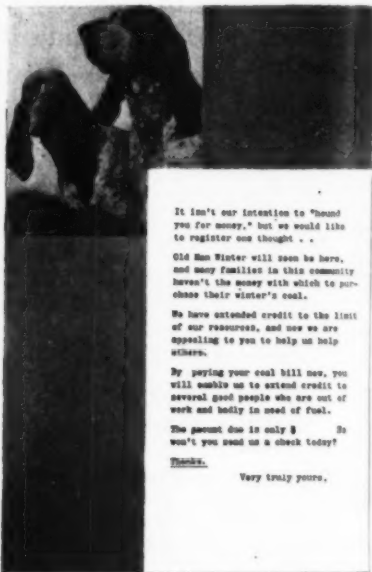 It isn't our intention to "hound
you for money," but we would like
to register one thought . .
Old Man Winter will soon be here,
and many families in this community
haven't the money with which to pur-
chase their winter's coal.
We have extended credit to the limit
of our resources, and now we are
appealing to you to help us help
others.
By paying your coal bill now, you
will enable us to extend credit to
several good people who are out of
work and badly in need of fuel.
The amount due is only $ So
won't you send us a check today?
Thanks.
Very truly yours,